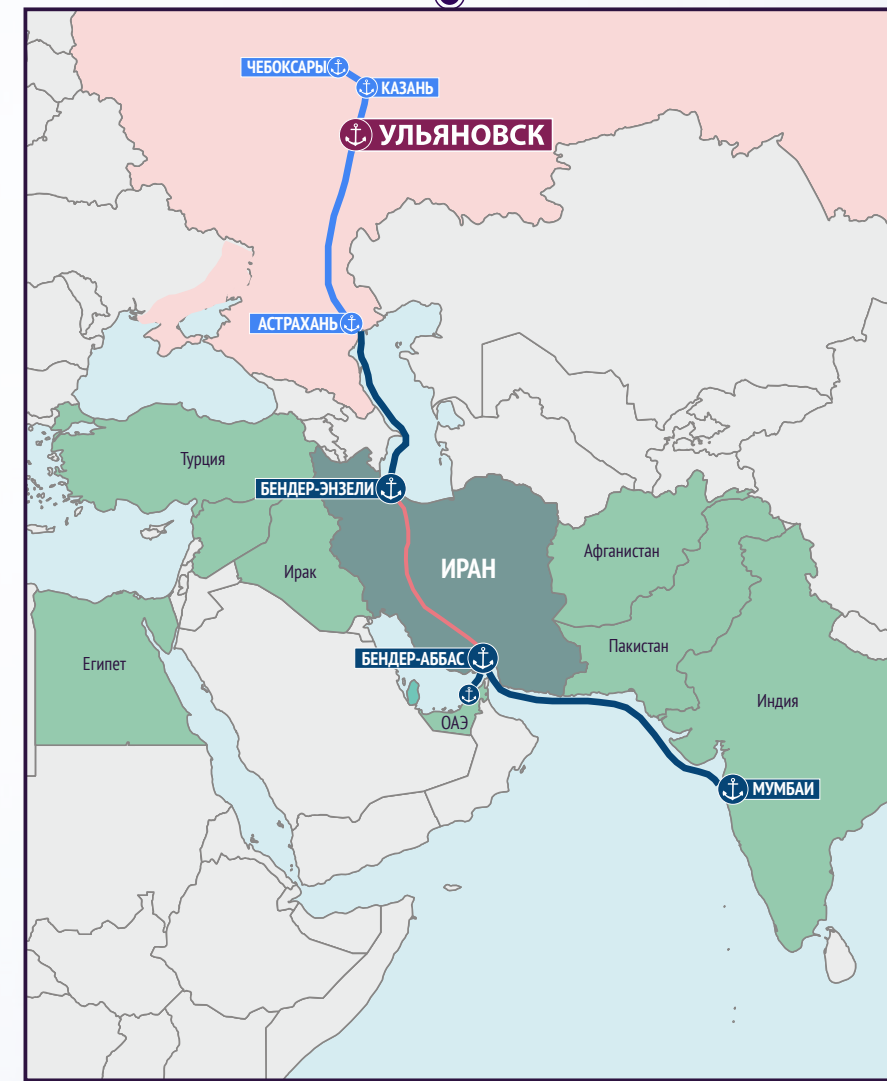 ЧЕБОКСАРЫ
КАЗАНЬ
УЛЬЯНОВСК
АСТРАХАНЬ
Турция
БЕНДЕР-ЭНЗЕЛИ
Афганистан
ИРАН
Ирак
Пакистан
Египет
БЕНДЕР-АББАС
Индия
ОАЭ
МУМБАИ